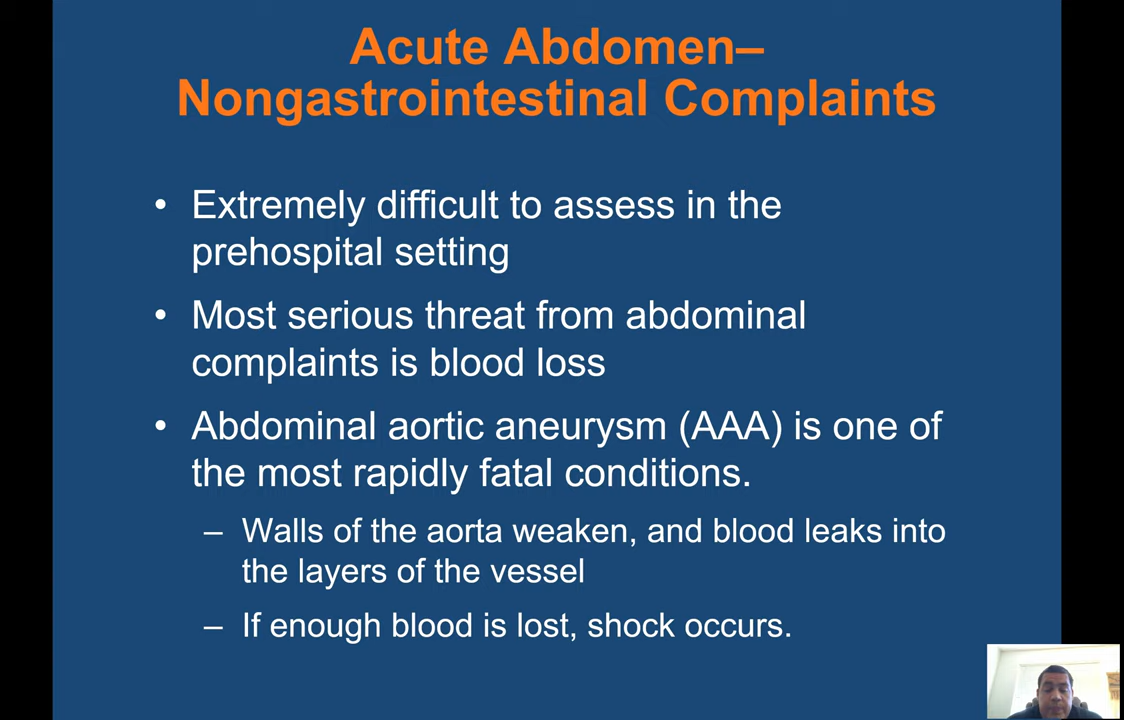 Acute Abdomen–
Nongastrointestinal Complaints
• Extremely difficult to assess in the
prehospital setting
• Most serious threat from abdominal
complaints is blood loss
• Abdominal aortic aneurysm (AAA) is one of
the most rapidly fatal conditions.
– Walls of the aorta weaken, and blood leaks into
the layers of the vessel
– If enough blood is lost, shock occurs.